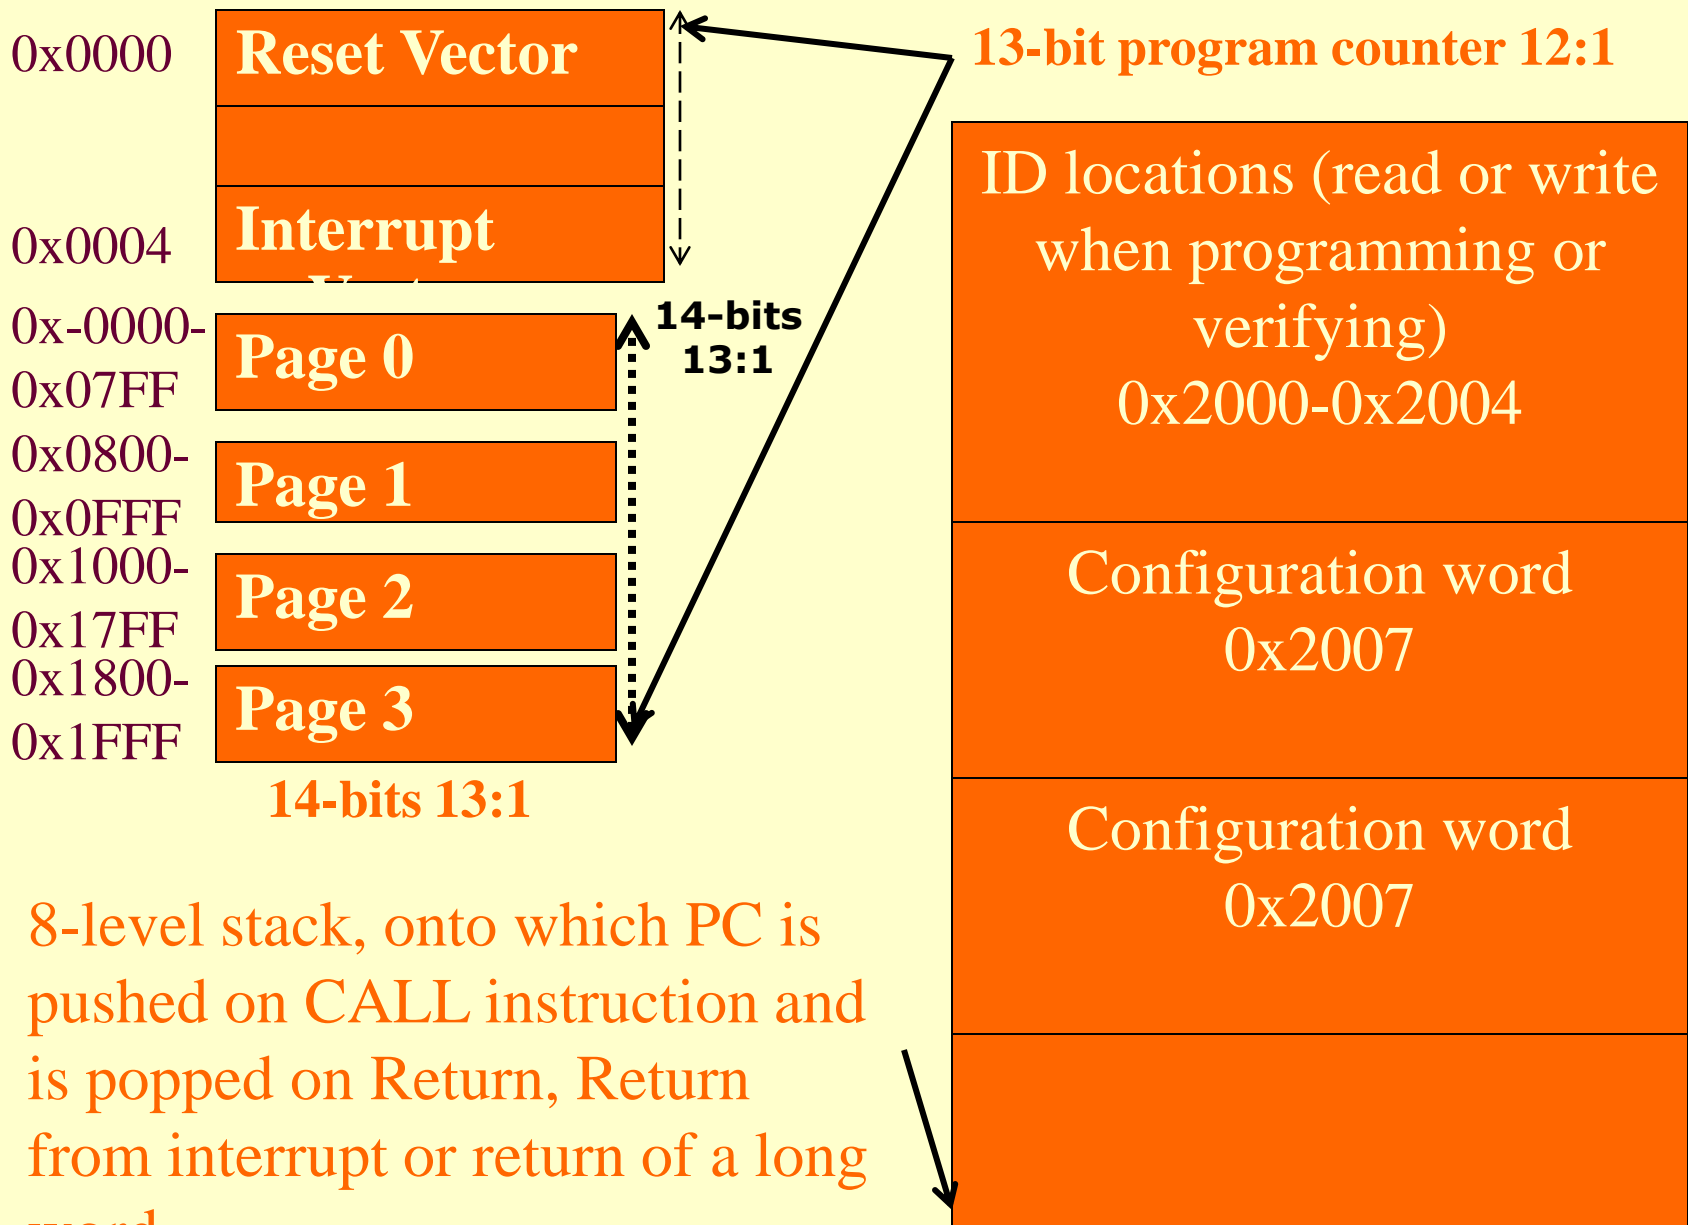 0x0000
Reset Vector
13-bit program counter 12:1
0x0004
Interrupt
0x-0000-
0x07FF
Page 0
14-bits
13:1
0x0800-
0x0FFF
Page 1
0x1000-
0x17FF
Page 2
0x1800-
0x1FFF
Page 3
14-bits 13:1
ID locations (read or write
when programming or
verifying)
0x2000-0x2004
Configuration word
0x2007
Configuration word
0x2007
8-level stack, onto which PC is
pushed on CALL instruction and
is popped on Return, Return
from interrupt or return of a long